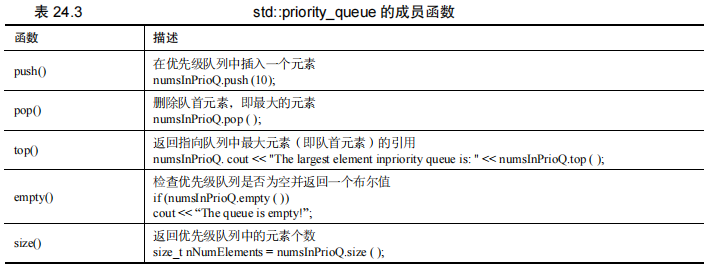 表 24.3 std::priority_queue 的成员函数
函数 描述
push() 在优先级队列中插入一个元素
numsInPrioQ.push (10);
pop() 删除队首元素，即最大的元素
numsInPrioQ.pop ( );
top() 返回指向队列中最大元素（即队首元素）的引用
numsInPrioQ. cout << "The largest element inpriority queue is: " << numsInPrioQ.top ( );
empty() 检查优先级队列是否为空并返回一个布尔值
if (numsInPrioQ.empty ( ))
cout << “The queue is empty!”;
size() 返回优先级队列中的元素个数
size_t nNumElements = numsInPrioQ.size ( );